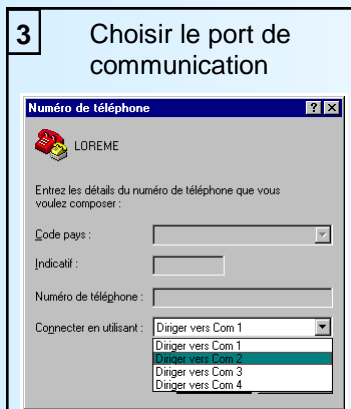 3
Choisir le port de
communication
Numéro de téléphone
LOREME
Entrez les détails du numéro de téléphone que vous
voulez composer :
Code pays :
Indicatif :
Numéro de téléphone :
Connecter en utilisant : Diriger vers Com 1
Diriger vers Com 1
Diriger vers Com 2
Diriger vers Com 3
Diriger vers Com 4